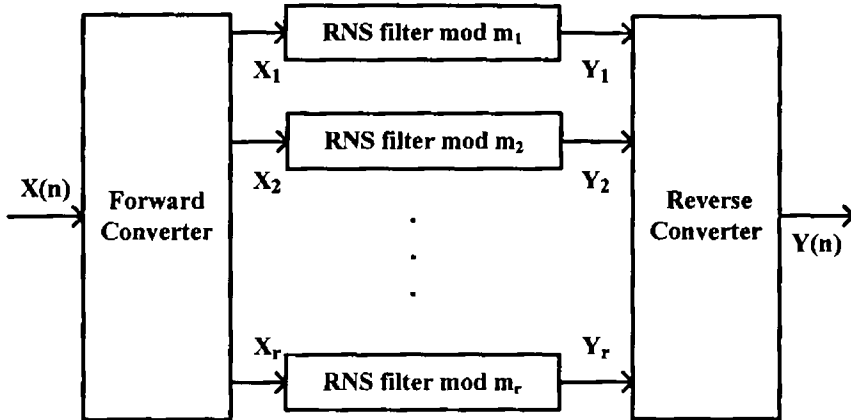 RNS filter mod m₁
X₁
Y₁
RNS filter mod m₂
X₂
Y₂
X(n)
Forward
Converter
Reverse
Converter
Y(n)
Xᵣ
Yᵣ
RNS filter mod mᵣ